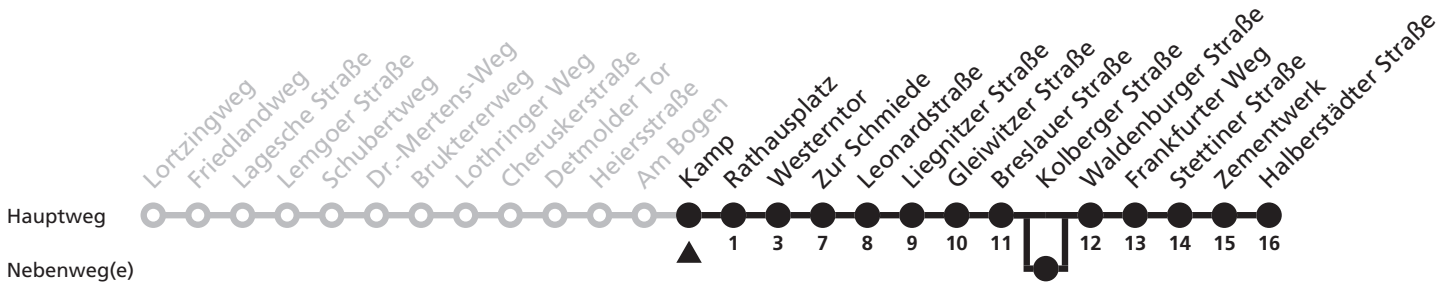 Lortzingweg
Friedlandweg
Lagesche Straße
Lemgoer Straße
Schubertweg
Dr.-Mertens-Weg
Bruktererweg
Lothringer Weg
Cheruskerstraße
Detmolder Tor
Heiersstraße
Am Bogen
Kamp
Rathausplatz
Westerntor
Zur Schmiede
Leonardstraße
Liegnitzer Straße
Gleiwitzer Straße
Breslauer Straße
Kolberger Straße
Waldenburger Straße
Frankfurter Weg
Stettiner Straße
Zementwerk
Halberstädter Straße
Hauptweg
1 3 7 8 9 10 11 12 13 14 15 16
Nebenweg(e)